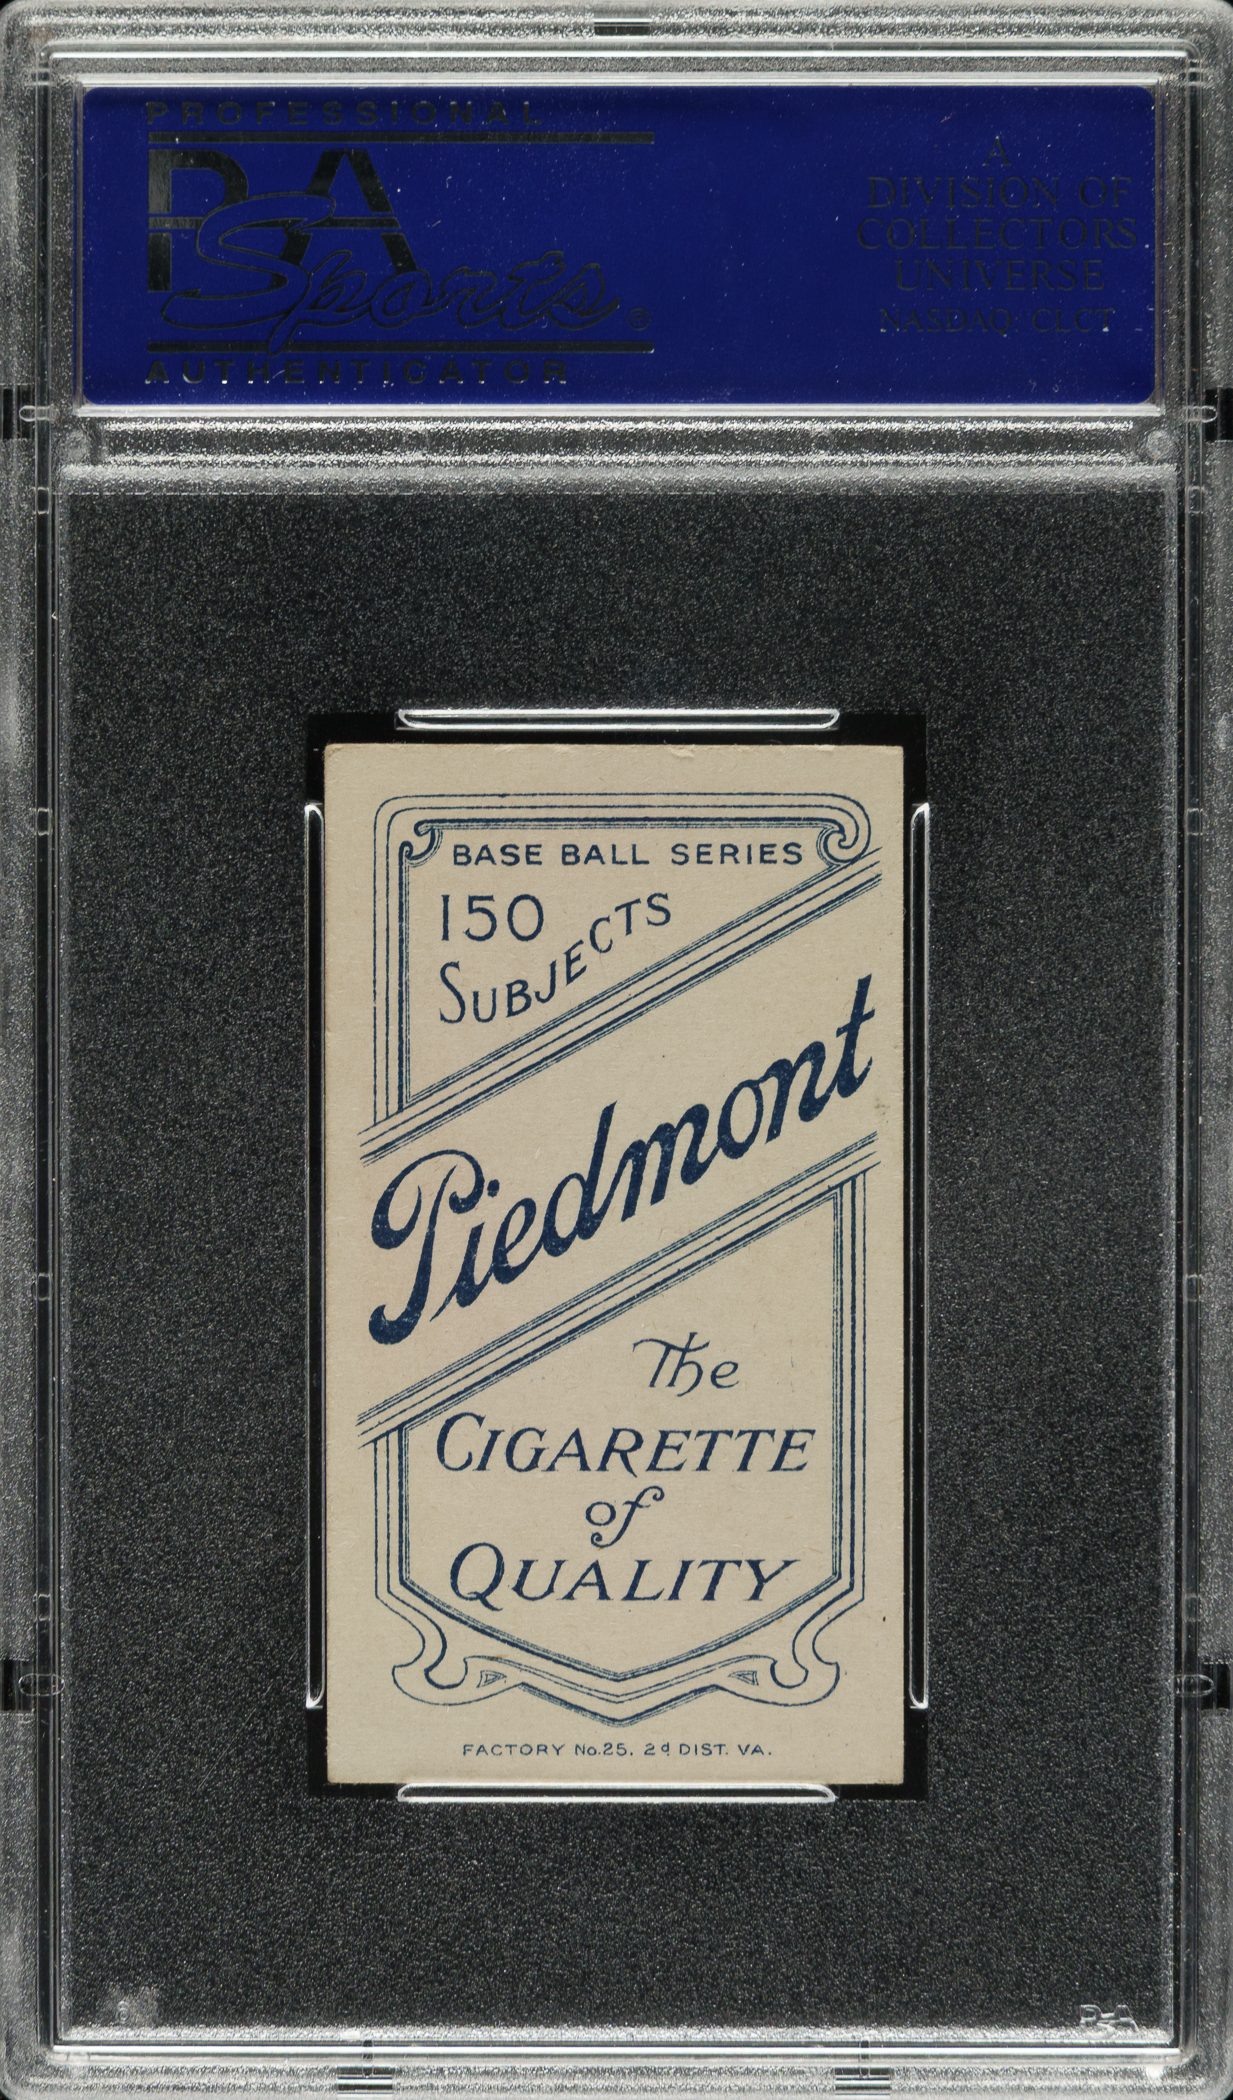 PROFESSIONAL
PSA
Sports®
AUTHENTICATOR
A
DIVISION OF
COLLECTORS
UNIVERSE
NASDAQ: CLCT
BASE BALL SERIES
150
SUBJECTS
Piedmont
The
CIGARETTE
of
QUALITY
FACTORY No.25. 2d DIST. VA.
PSA